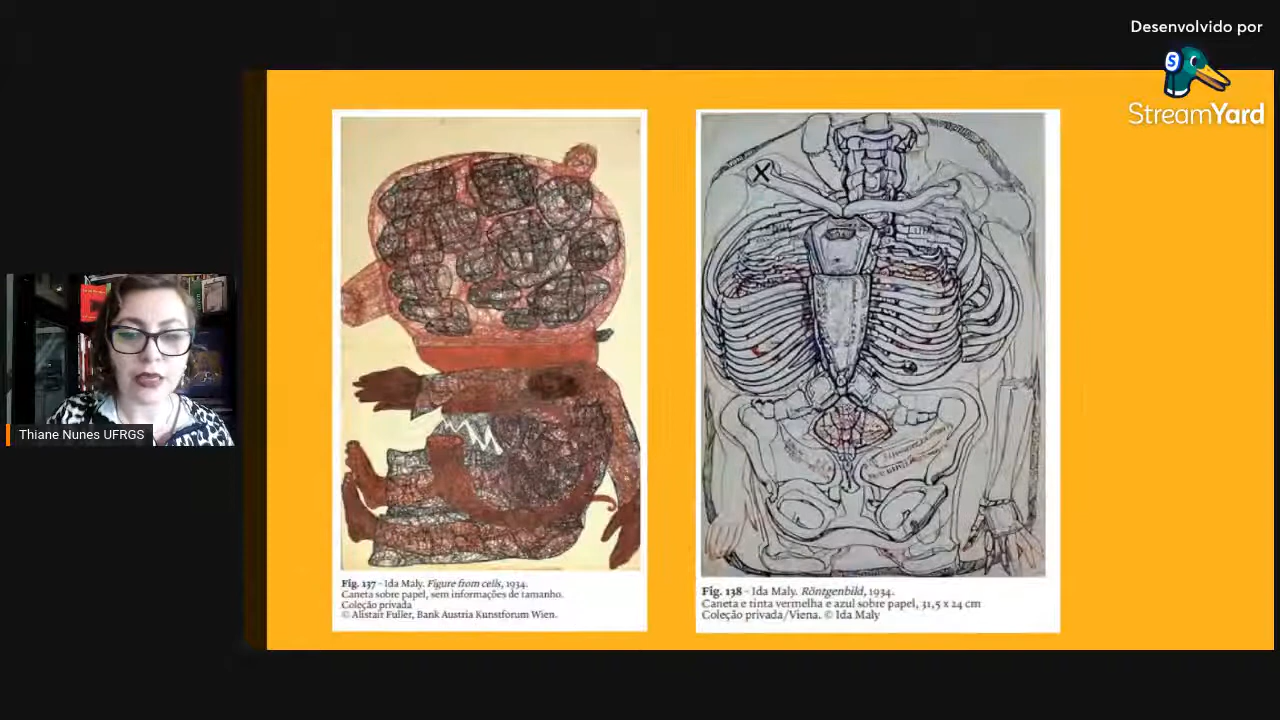 Desenvolvido por
StreamYard
Thiane Nunes UFRGS
Fig. 137 - Ida Maly. Figure from cells, 1934.
Caneta sobre papel, sem informações de tamanho.
Coleção privada
© Alistair Fuller, Bank Austria Kunstforum Wien.
X
Fig. 138 - Ida Maly. Röntgenbild, 1934.
Caneta e tinta vermelha e azul sobre papel, 31,5 x 24 cm
Coleção privada/Viena. © Ida Maly